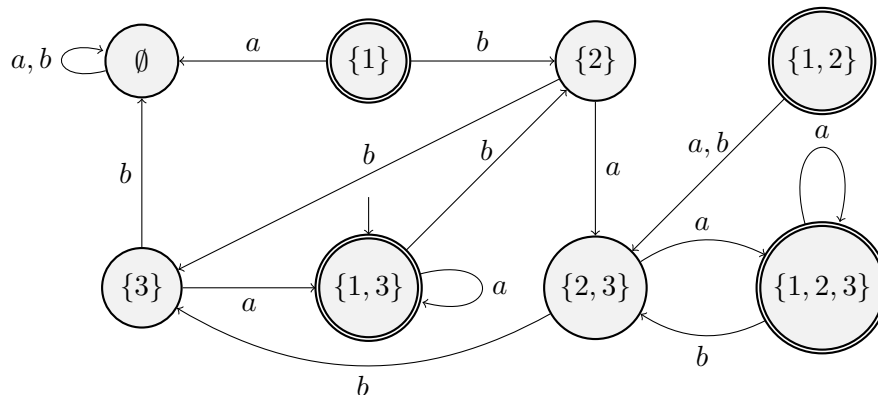 a, b
∅
a
{1}
b
{2}
{1, 2}
b
b
b
a
a, b
a
{3}
a
{1, 3}
a
{2, 3}
a
{1, 2, 3}
b
b